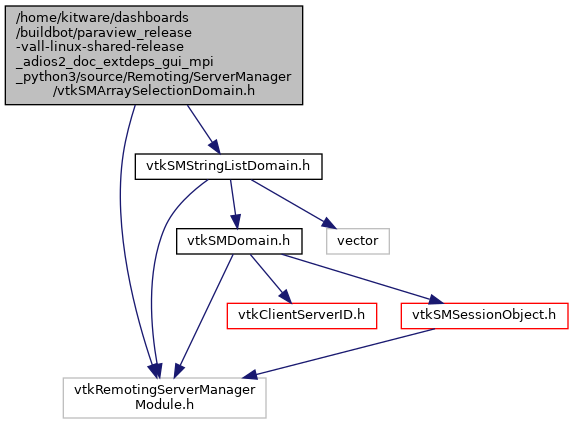 /home/kitware/dashboards
/buildbot/paraview_release
-vall-linux-shared-release
_adios2_doc_extdeps_gui_mpi
_python3/source/Remoting/ServerManager
/vtkSMArraySelectionDomain.h
vtkSMStringListDomain.h
vtkSMDomain.h
vector
vtkClientServerID.h
vtkSMSessionObject.h
vtkRemotingServerManager
Module.h